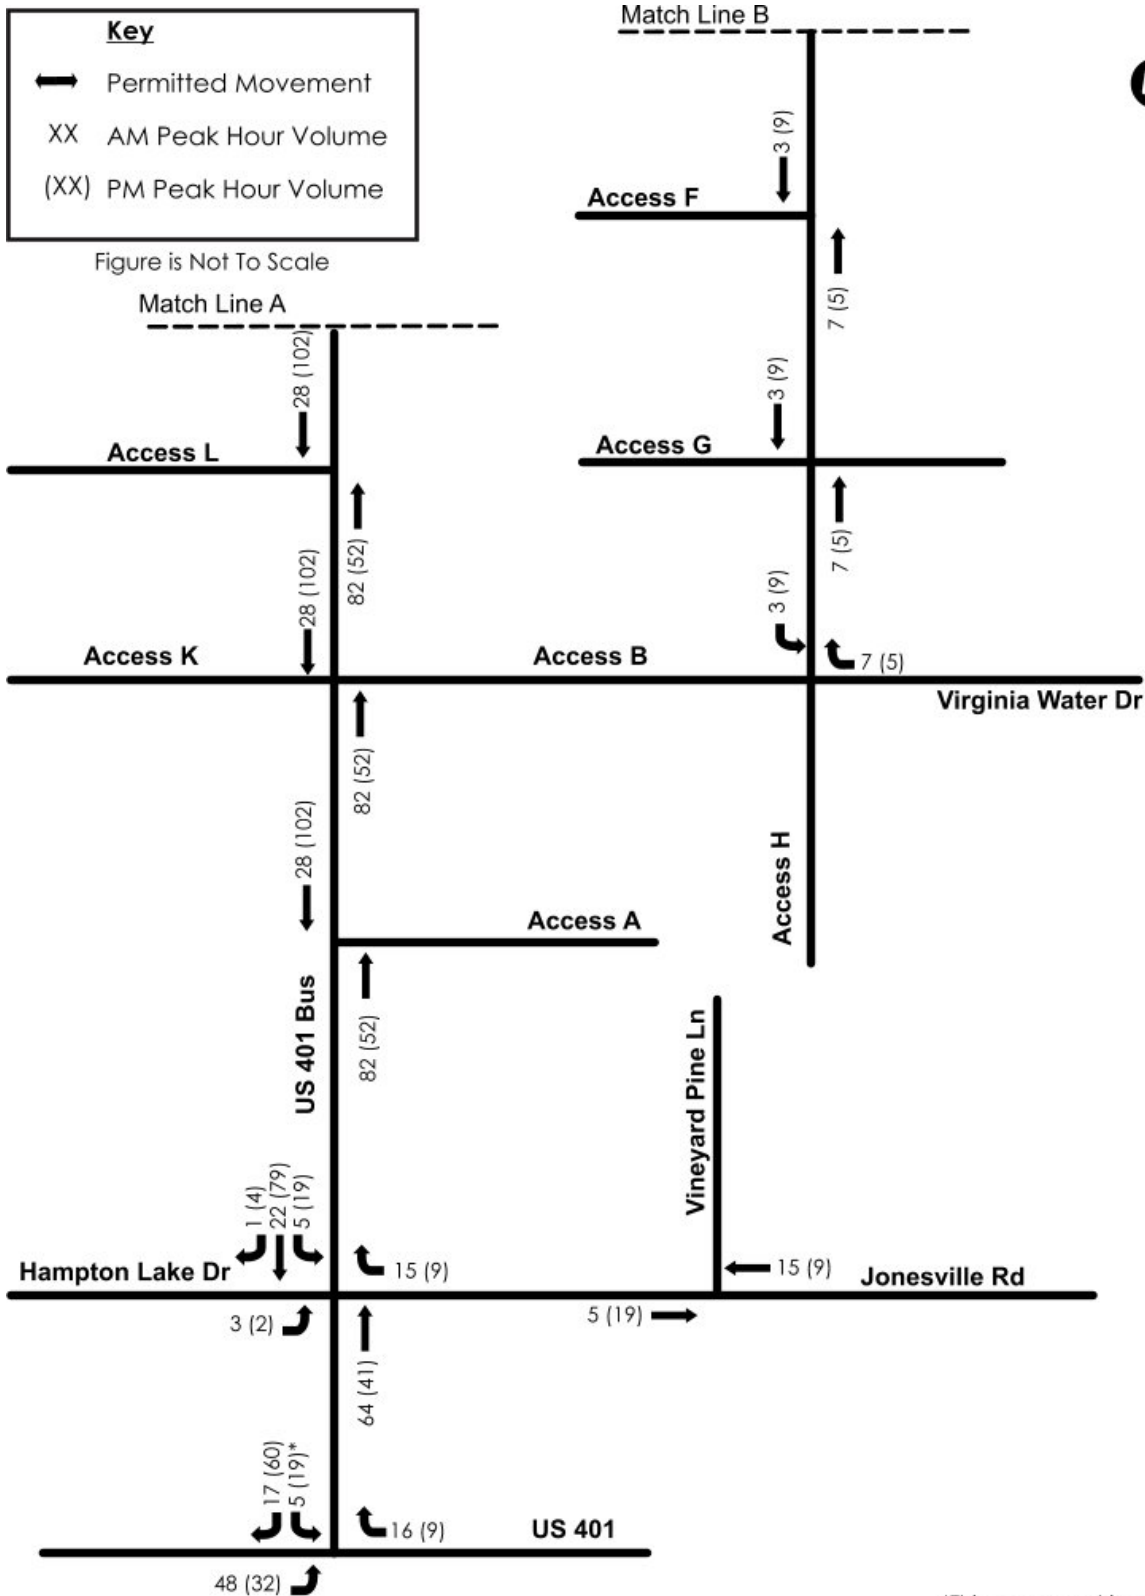 Key
Permitted Movement
XX AM Peak Hour Volume
(XX) PM Peak Hour Volume
Figure is Not To Scale
Match Line B
3 (9)
Access F
7 (5)
Match Line A
28 (102)
Access L
82 (52)
3 (9)
Access G
7 (5)
28 (102)
Access K
Access B
3 (9)
7 (5)
Virginia Water Dr
82 (52)
28 (102)
Access A
Access H
US 401 Bus
82 (52)
Vineyard Pine Ln
1 (4)
22 (79)
5 (19)
Hampton Lake Dr
15 (9)
15 (9)
Jonesville Rd
3 (2)
5 (19)
64 (41)
17 (60)
5 (19)*
16 (9)
US 401
48 (32)